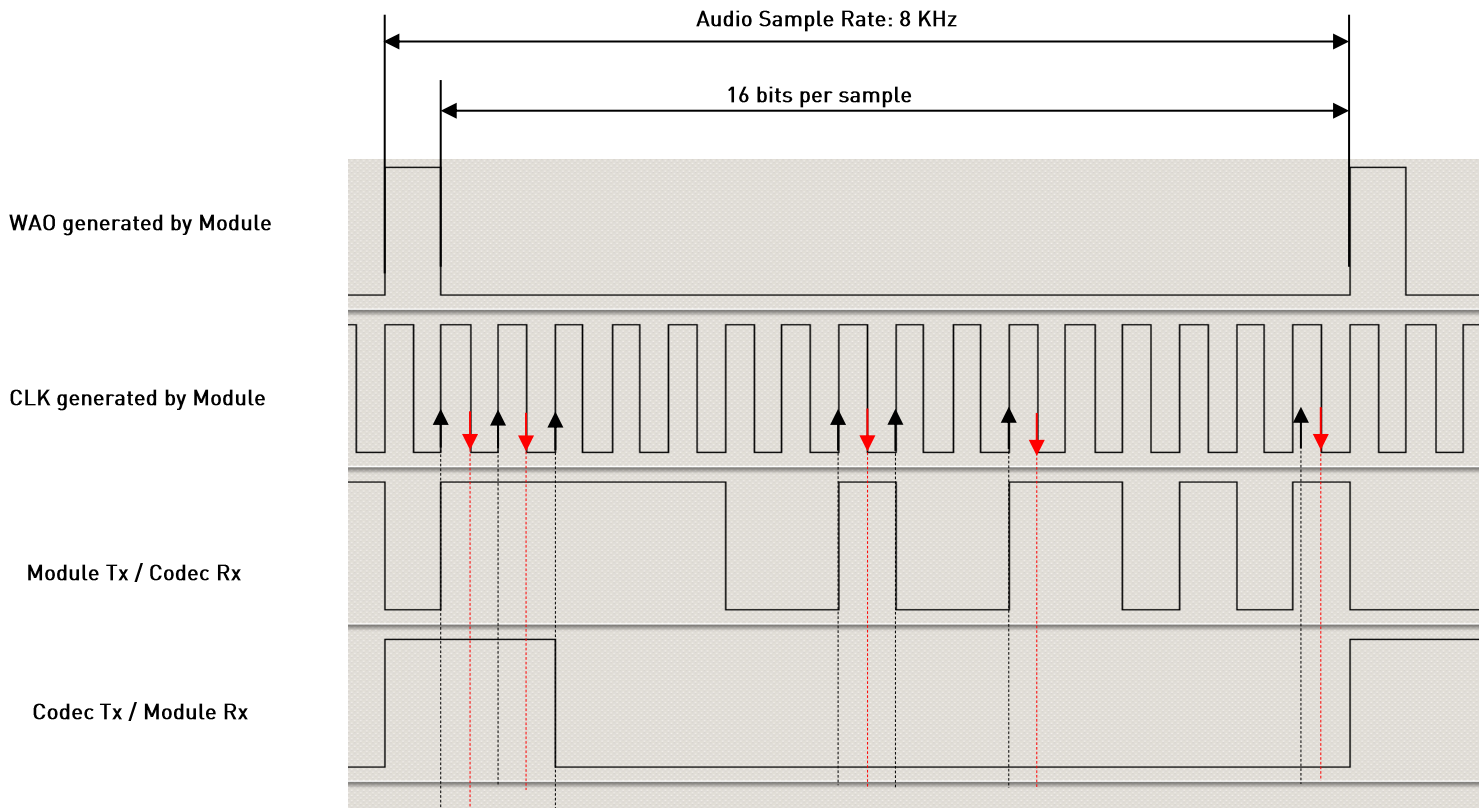 Audio Sample Rate: 8 KHz
16 bits per sample
WAO generated by Module
CLK generated by Module
Module Tx / Codec Rx
Codec Tx / Module Rx